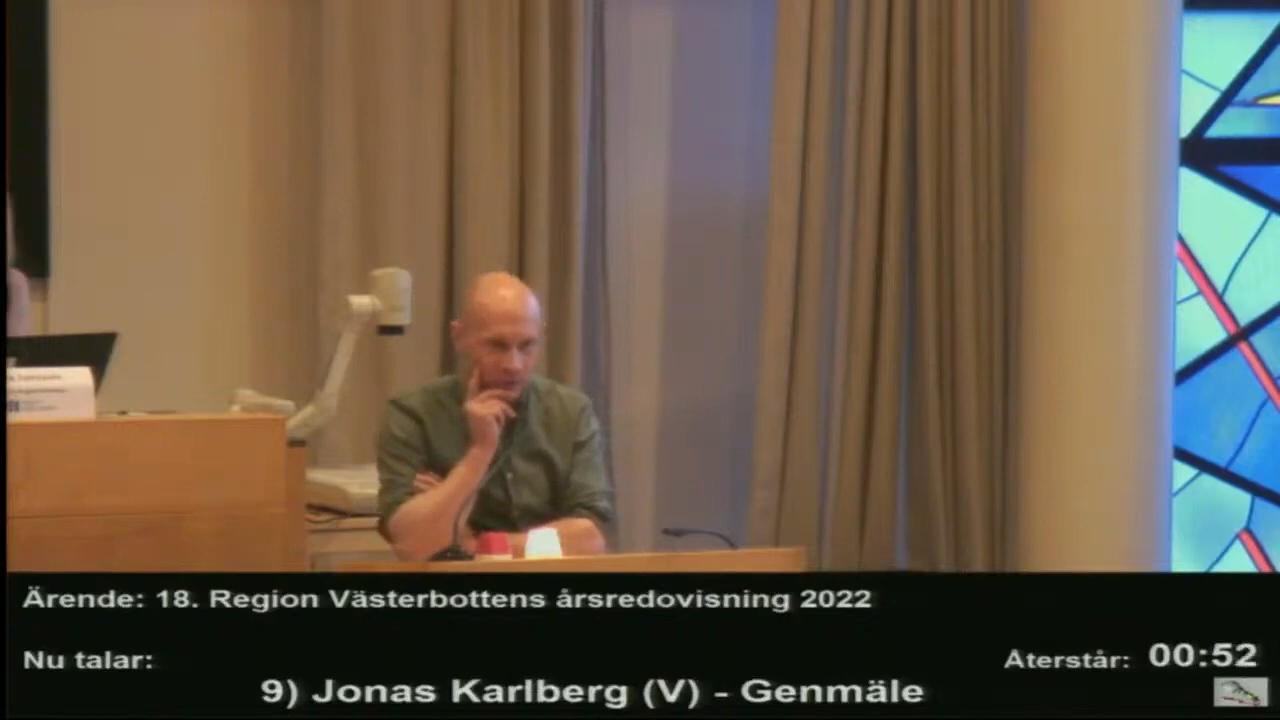 Ärende: 18. Region Västerbottens årsredovisning 2022
Nu talar:
Återstår: 00:52
9) Jonas Karlberg (V) - Genmäle